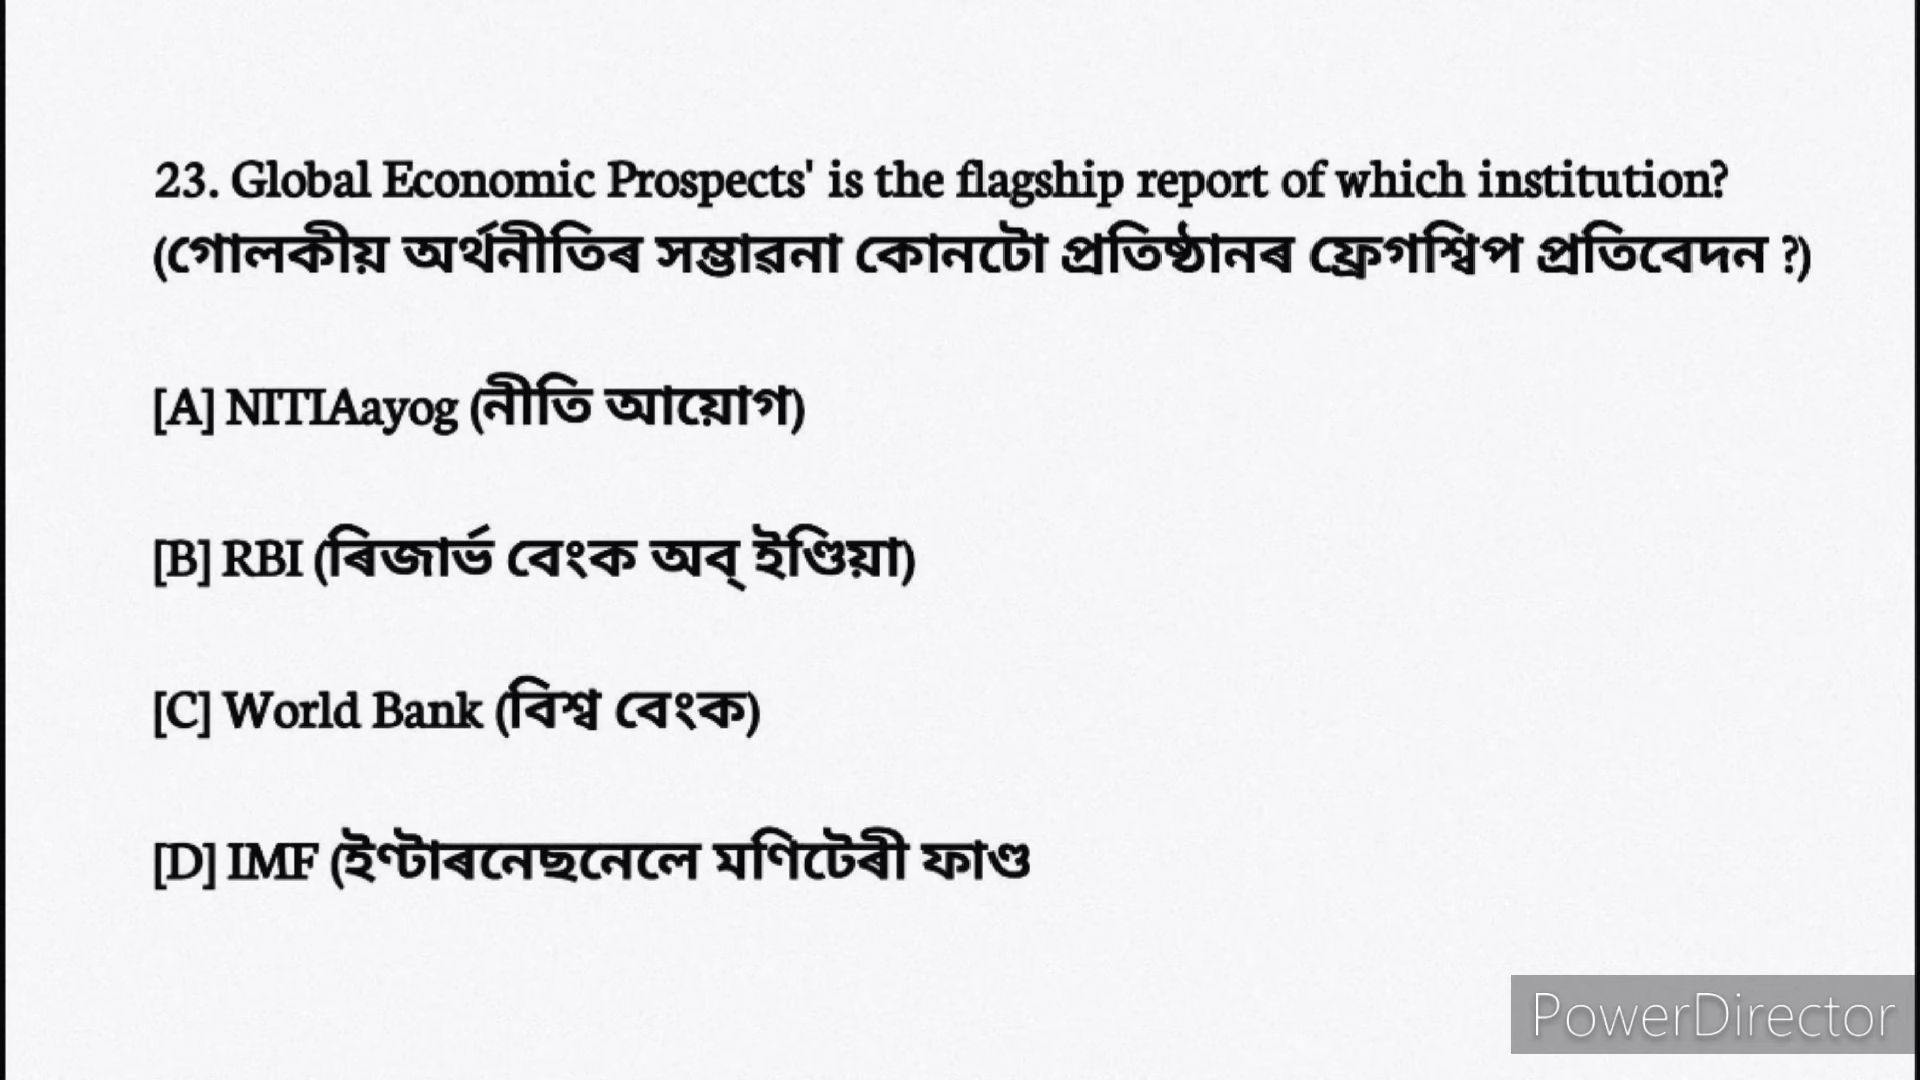 23. Global Economic Prospects' is the flagship report of which institution?
(গোলকীয় অৰ্থনীতিৰ সম্ভাৱনা কোনটো প্ৰতিষ্ঠানৰ ফ্ৰেগশ্বিপ প্ৰতিবেদন ?)
[A] NITIAayog (নীতি আয়োগ)
[B] RBI (ৰিজাৰ্ভ বেংক অব্ ইণ্ডিয়া)
[C] World Bank (বিশ্ব বেংক)
[D] IMF (ইণ্টাৰনেছনেলে মণিটেৰী ফাণ্ড
PowerDirector